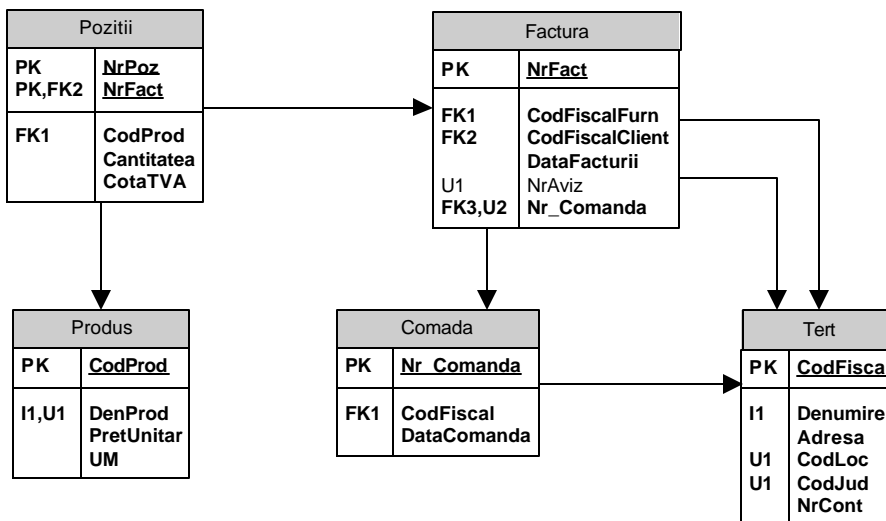 Pozitii
PK NrPoz
PK,FK2 NrFact
FK1 CodProd
Cantitatea
CotaTVA
Factura
PK NrFact
FK1 CodFiscalFurn
FK2 CodFiscalClient
DataFacturii
U1 NrAviz
FK3,U2 Nr_Comanda
Produs
PK CodProd
I1,U1 DenProd
PretUnitar
UM
Comada
PK Nr_Comanda
FK1 CodFiscal
DataComanda
Tert
PK CodFiscal
I1 Denumire
Adresa
U1 CodLoc
U1 CodJud
NrCont